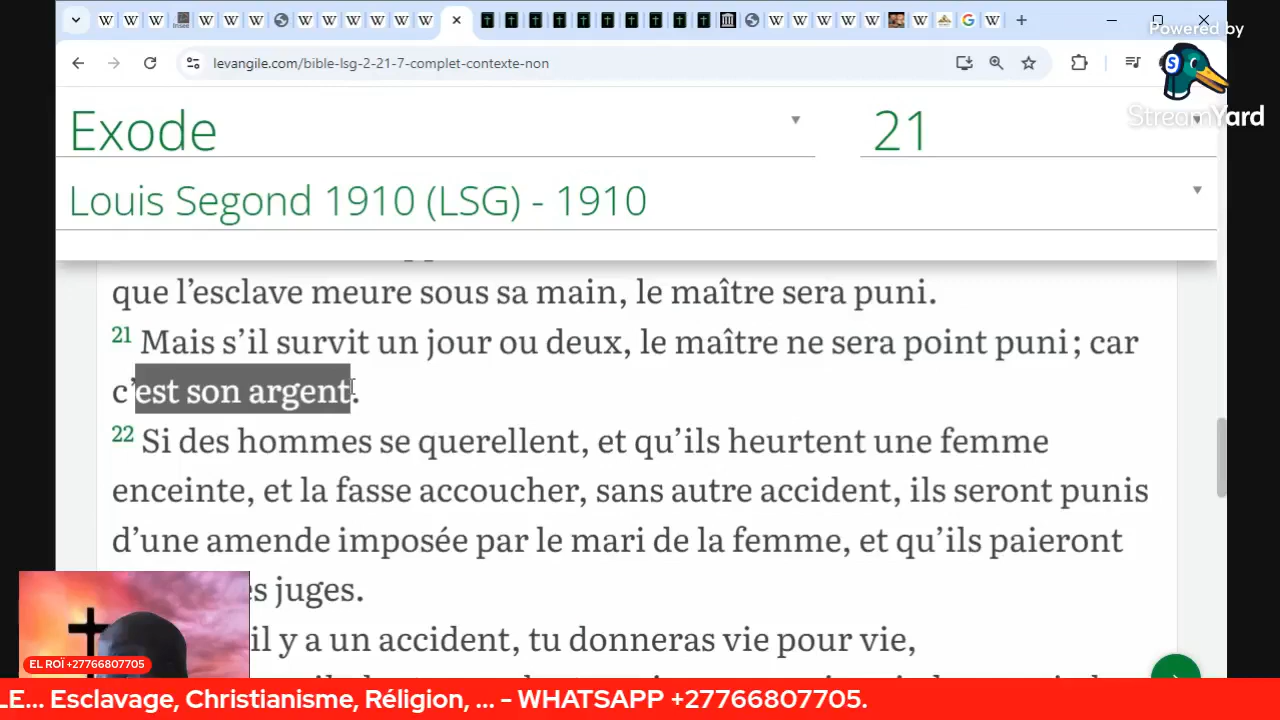 levangile.com/bible-lsg-2-21-7-complet-contexte-non
Powered by
StreamYard
Exode
21
Louis Segond 1910 (LSG) - 1910
que l’esclave meure sous sa main, le maître sera puni.
21 Mais s’il survit un jour ou deux, le maître ne sera point puni ; car
c’est son argent.
22 Si des hommes se querellent, et qu’ils heurtent une femme
enceinte, et la fasse accoucher, sans autre accident, ils seront punis
d’une amende imposée par le mari de la femme, et qu’ils paieront
juges.
il y a un accident, tu donneras vie pour vie,
EL ROÏ +27766807705
LE... Esclavage, Christianisme, Réligion, ... - WHATSAPP +27766807705.